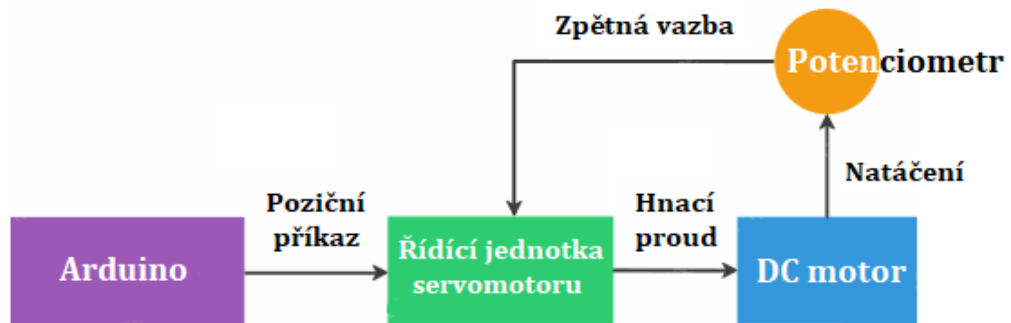 Zpětná vazba
Potenciometr
Natáčení
Poziční
příkaz
Hnací
proud
Arduino
Řídící jednotka
servomotoru
DC motor